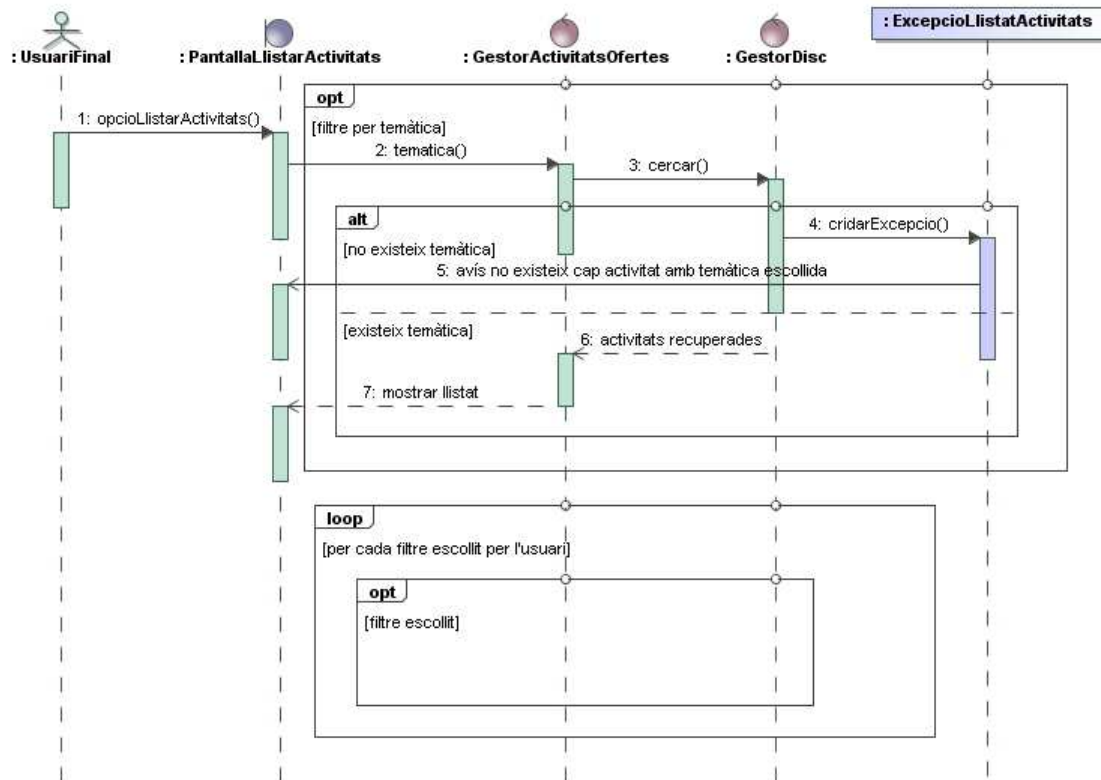 : UsuariFinal
: PantallaLlistarActivitats
: GestorActivitatsOfertes
: GestorDisc
: ExcepcioLlistatActivitats
opt
[filtre per temàtica]
1: opcioLlistarActivitats()
2: tematica()
3: cercar()
alt
[no existeix temàtica]
4: cridarExcepcio()
5: avís no existeix cap activitat amb temàtica escollida
[existeix temàtica]
6: activitats recuperades
7: mostrar llistat
loop
[per cada filtre escollit per l'usuari]
opt
[filtre escollit]